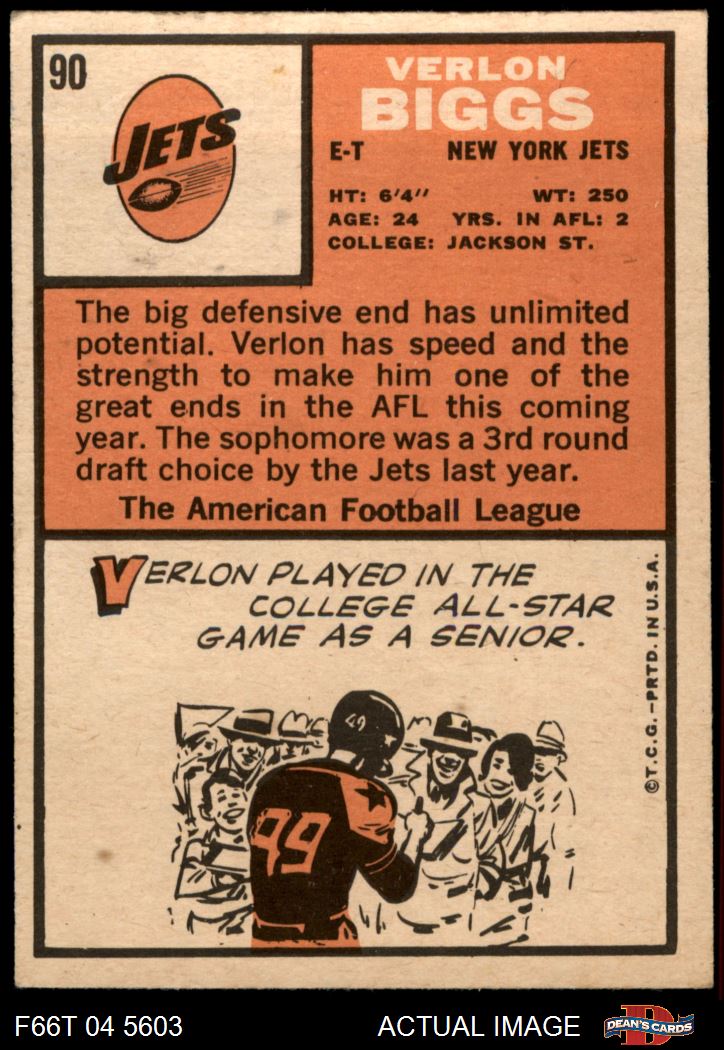 90
JETS
VERLON
BIGGS
E-T NEW YORK JETS
HT: 6'4" WT: 250
AGE: 24 YRS. IN AFL: 2
COLLEGE: JACKSON ST.
The big defensive end has unlimited
potential. Verlon has speed and the
strength to make him one of the
great ends in the AFL this coming
year. The sophomore was a 3rd round
draft choice by the Jets last year.
The American Football League
VERLON PLAYED IN THE
COLLEGE ALL-STAR
GAME AS A SENIOR.
©T.C.G.–PRTD. IN U.S.A.
49
99
F66T 04 5603 ACTUAL IMAGE
D
DEAN'S CARDS